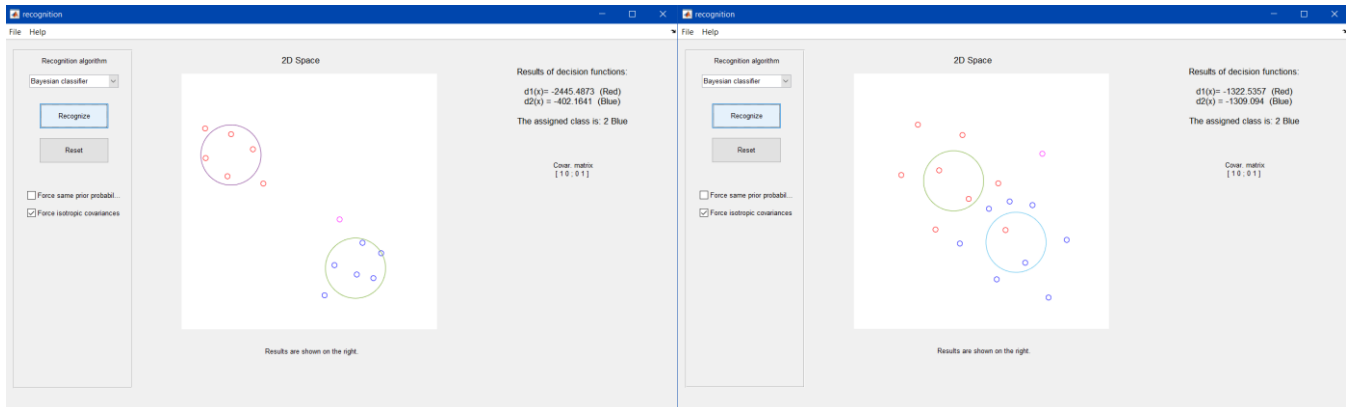 recognition
File Help
Recognition algorithm
Bayesian classifier
Recognize
Reset
Force same prior probabil...
Force isotropic covariances
2D Space
Results are shown on the right.
Results of decision functions:
d1(x)= -2445.4873 (Red)
d2(x) = -402.1641 (Blue)
The assigned class is: 2 Blue
Covar. matrix
[ 1 0 ; 0 1 ]
recognition
File Help
Recognition algorithm
Bayesian classifier
Recognize
Reset
Force same prior probabil...
Force isotropic covariances
2D Space
Results are shown on the right.
Results of decision functions:
d1(x)= -1322.5357 (Red)
d2(x) = -1309.094 (Blue)
The assigned class is: 2 Blue
Covar. matrix
[ 1 0 ; 0 1 ]